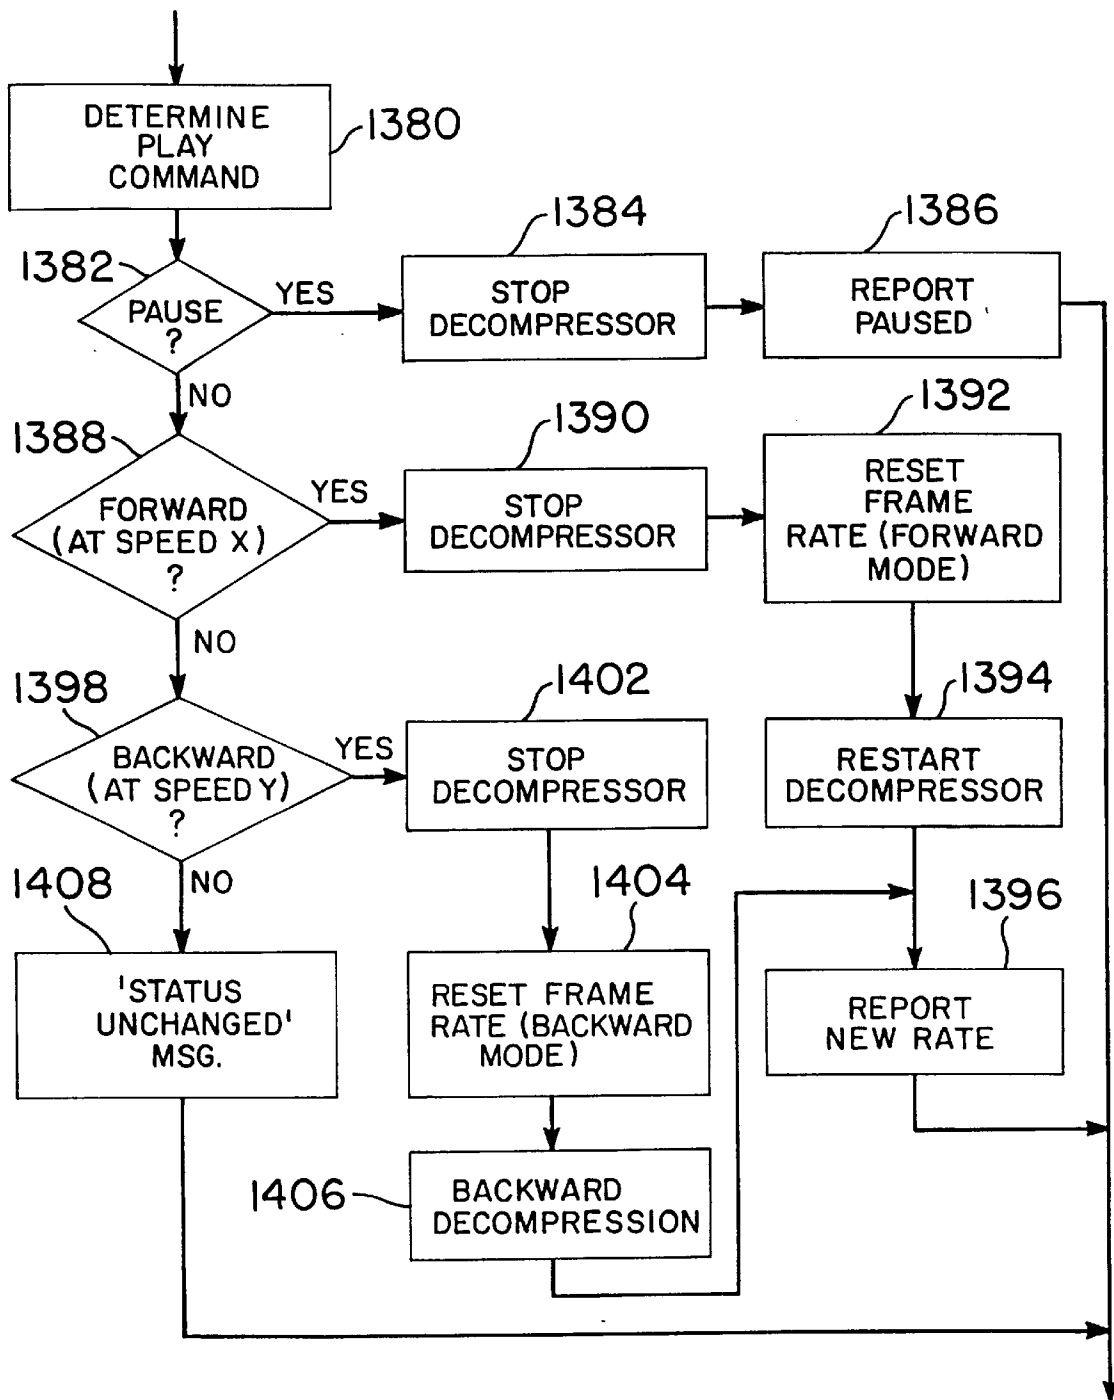 DETERMINE
PLAY
COMMAND
1380
1382
PAUSE
?
YES
NO
1384
STOP
DECOMPRESSOR
1386
REPORT
PAUSED
1388
FORWARD
(AT SPEED X)
?
YES
NO
1390
STOP
DECOMPRESSOR
1392
RESET
FRAME
RATE (FORWARD
MODE)
1394
RESTART
DECOMPRESSOR
1396
REPORT
NEW RATE
1398
BACKWARD
(AT SPEED Y)
?
YES
NO
1402
STOP
DECOMPRESSOR
1404
RESET FRAME
RATE (BACKWARD
MODE)
1406
BACKWARD
DECOMPRESSION
1408
'STATUS
UNCHANGED'
MSG.